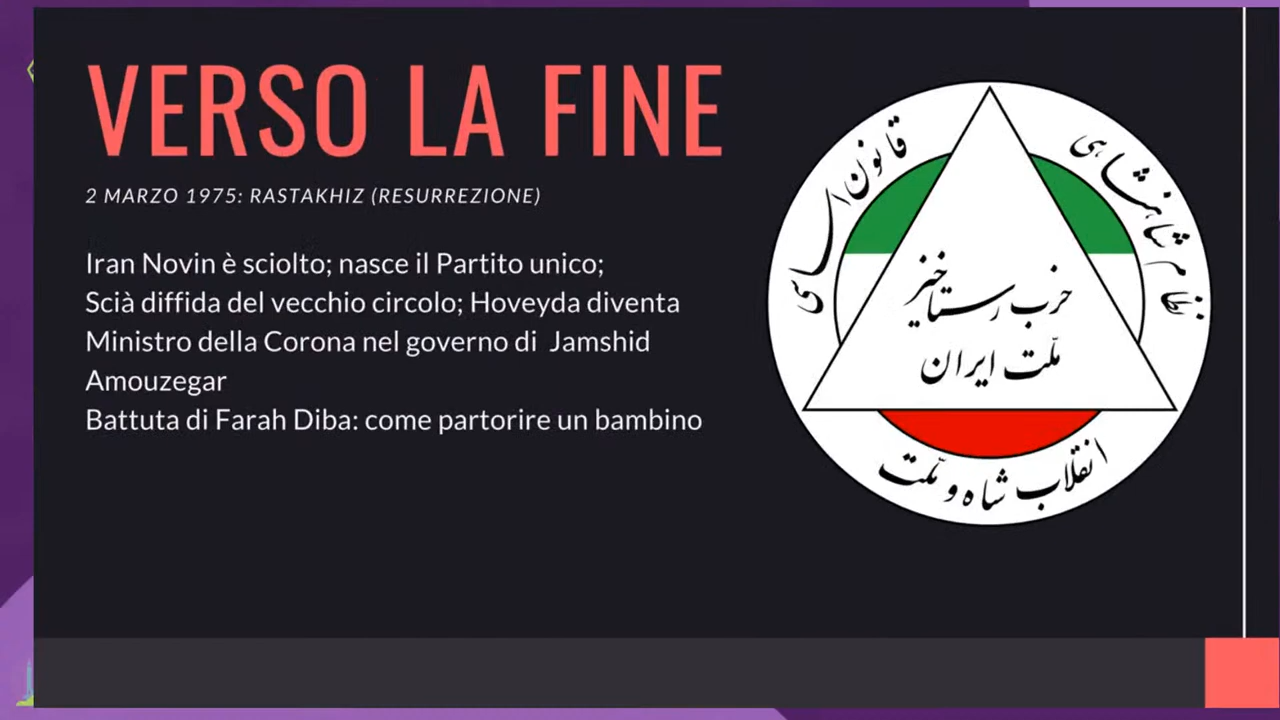 VERSO LA FINE
2 MARZO 1975: RASTAKHIZ (RESURREZIONE)
Iran Novin è sciolto; nasce il Partito unico;
Scià diffida del vecchio circolo; Hoveyda diventa
Ministro della Corona nel governo di Jamshid
Amouzegar
Battuta di Farah Diba: come partorire un bambino
قانون اساسی
نظام شاهنشاهی
حزب رستاخیز
ملّت ایران
انقلاب شاه و ملّت